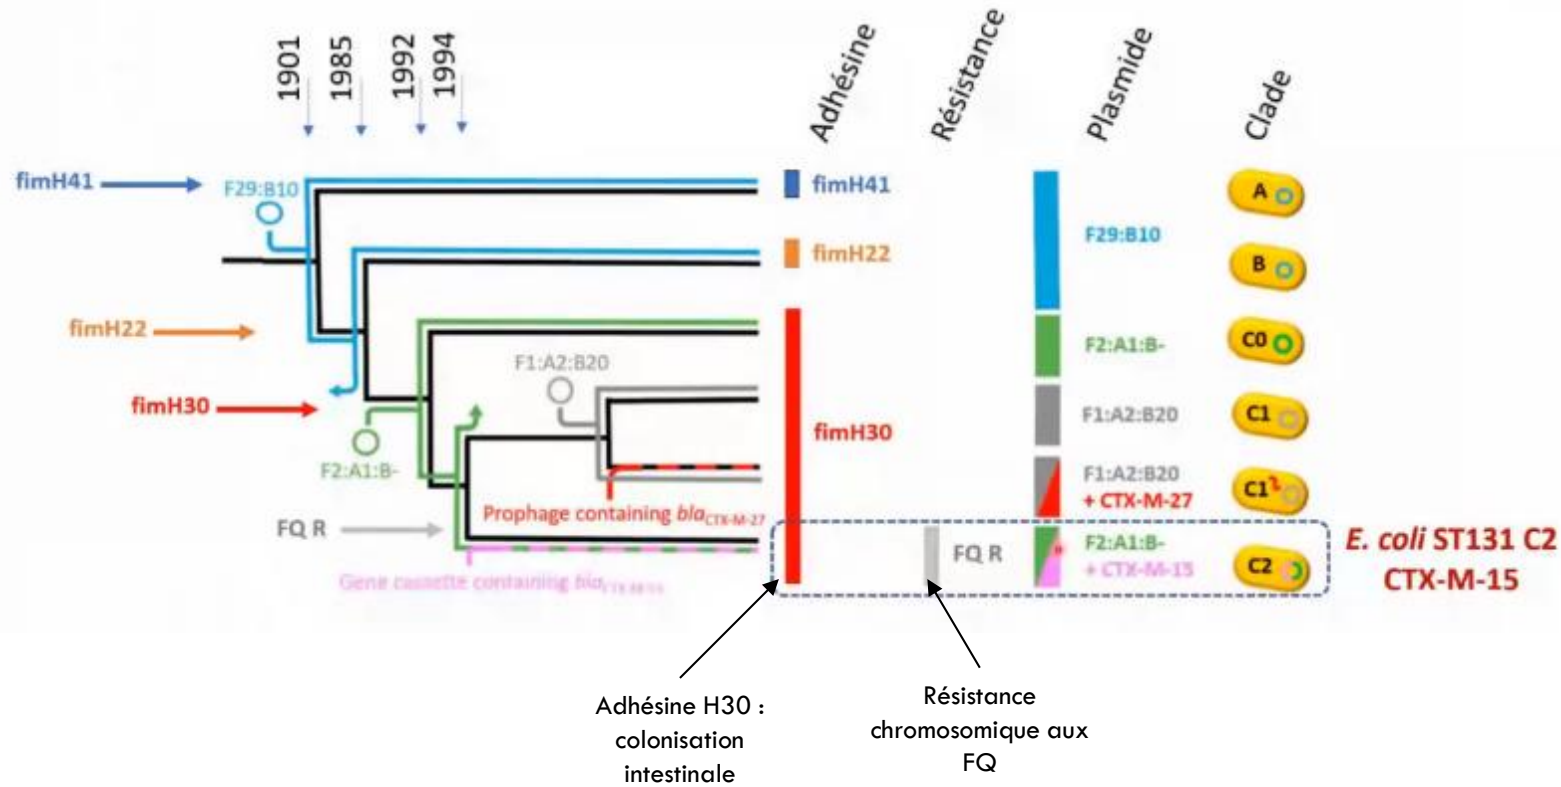 1901
1985
1992
1994
Adhésine
Résistance
Plasmide
Clade
fimH41
F29:B10
fimH41
A
fimH22
F29:B10
B
fimH22
F2:A1:B-
C0
F1:A2:B20
fimH30
F1:A2:B20
C1
fimH30
F2:A1:B-
F1:A2:B20
+ CTX-M-27
C1
Prophage containing blaCTX-M-27
FQ R
FQ R
F2:A1:B-
+ CTX-M-15
C2
E. coli ST131 C2
CTX-M-15
Gene cassette containing bla
Adhésine H30 :
colonisation
intestinale
Résistance
chromosomique aux
FQ